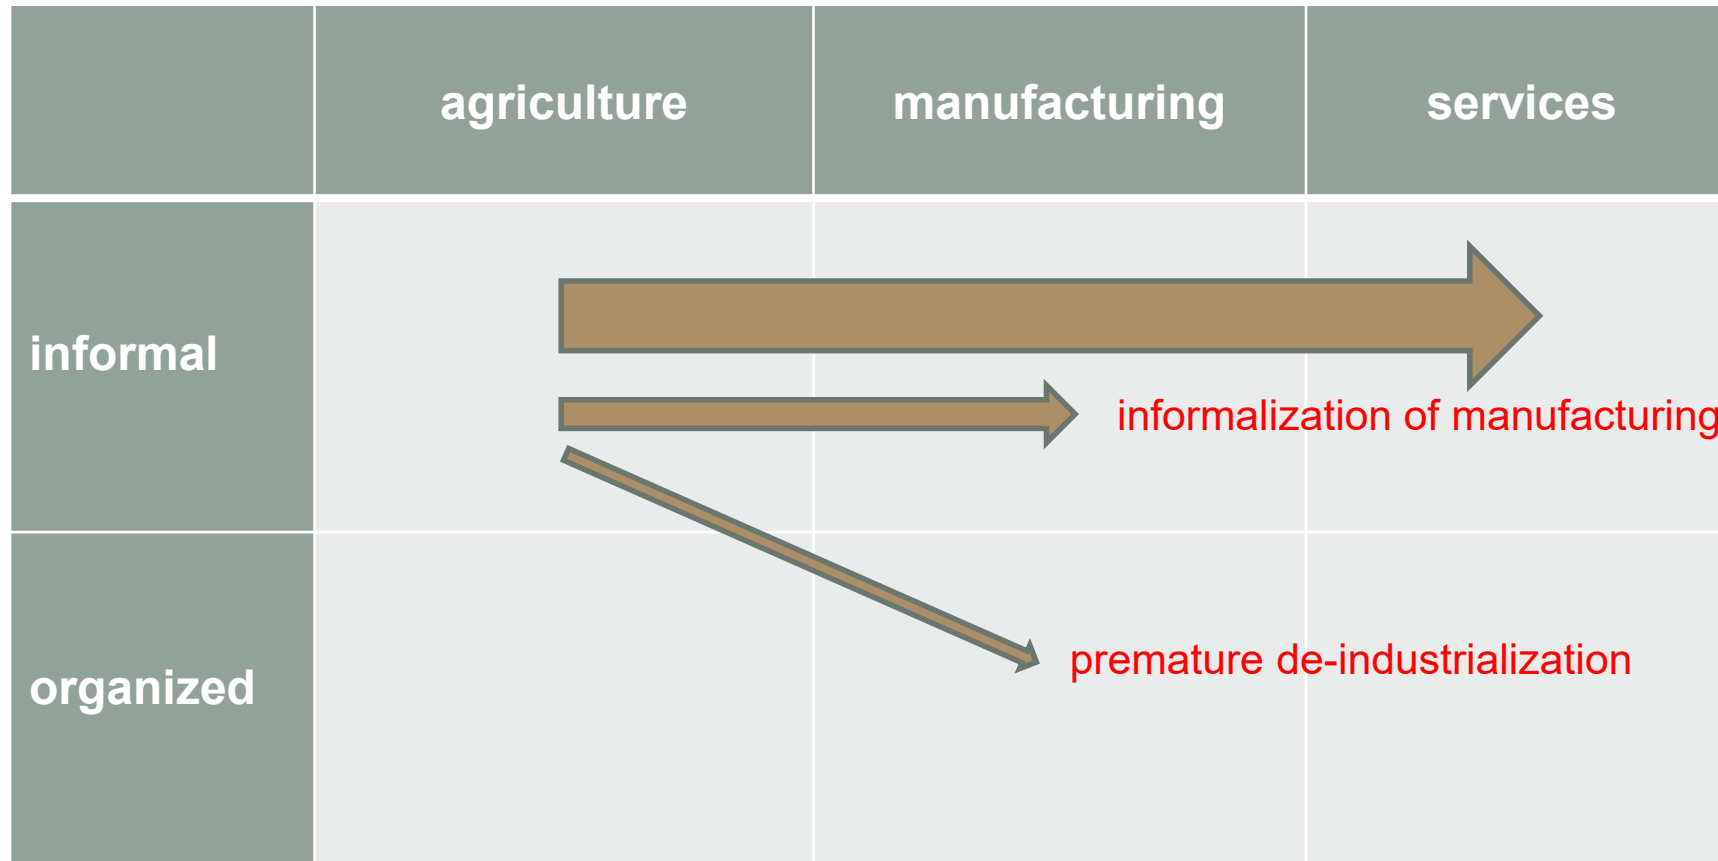 agriculture
manufacturing
services
informal
informalization of manufacturing
organized
premature de-industrialization